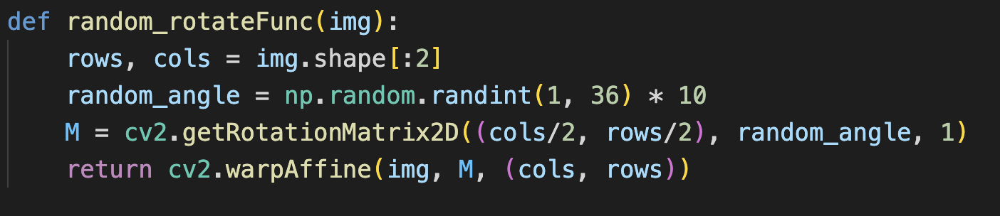 def random_rotateFunc(img):
    rows, cols = img.shape[:2]
    random_angle = np.random.randint(1, 36) * 10
    M = cv2.getRotationMatrix2D((cols/2, rows/2), random_angle, 1)
    return cv2.warpAffine(img, M, (cols, rows))